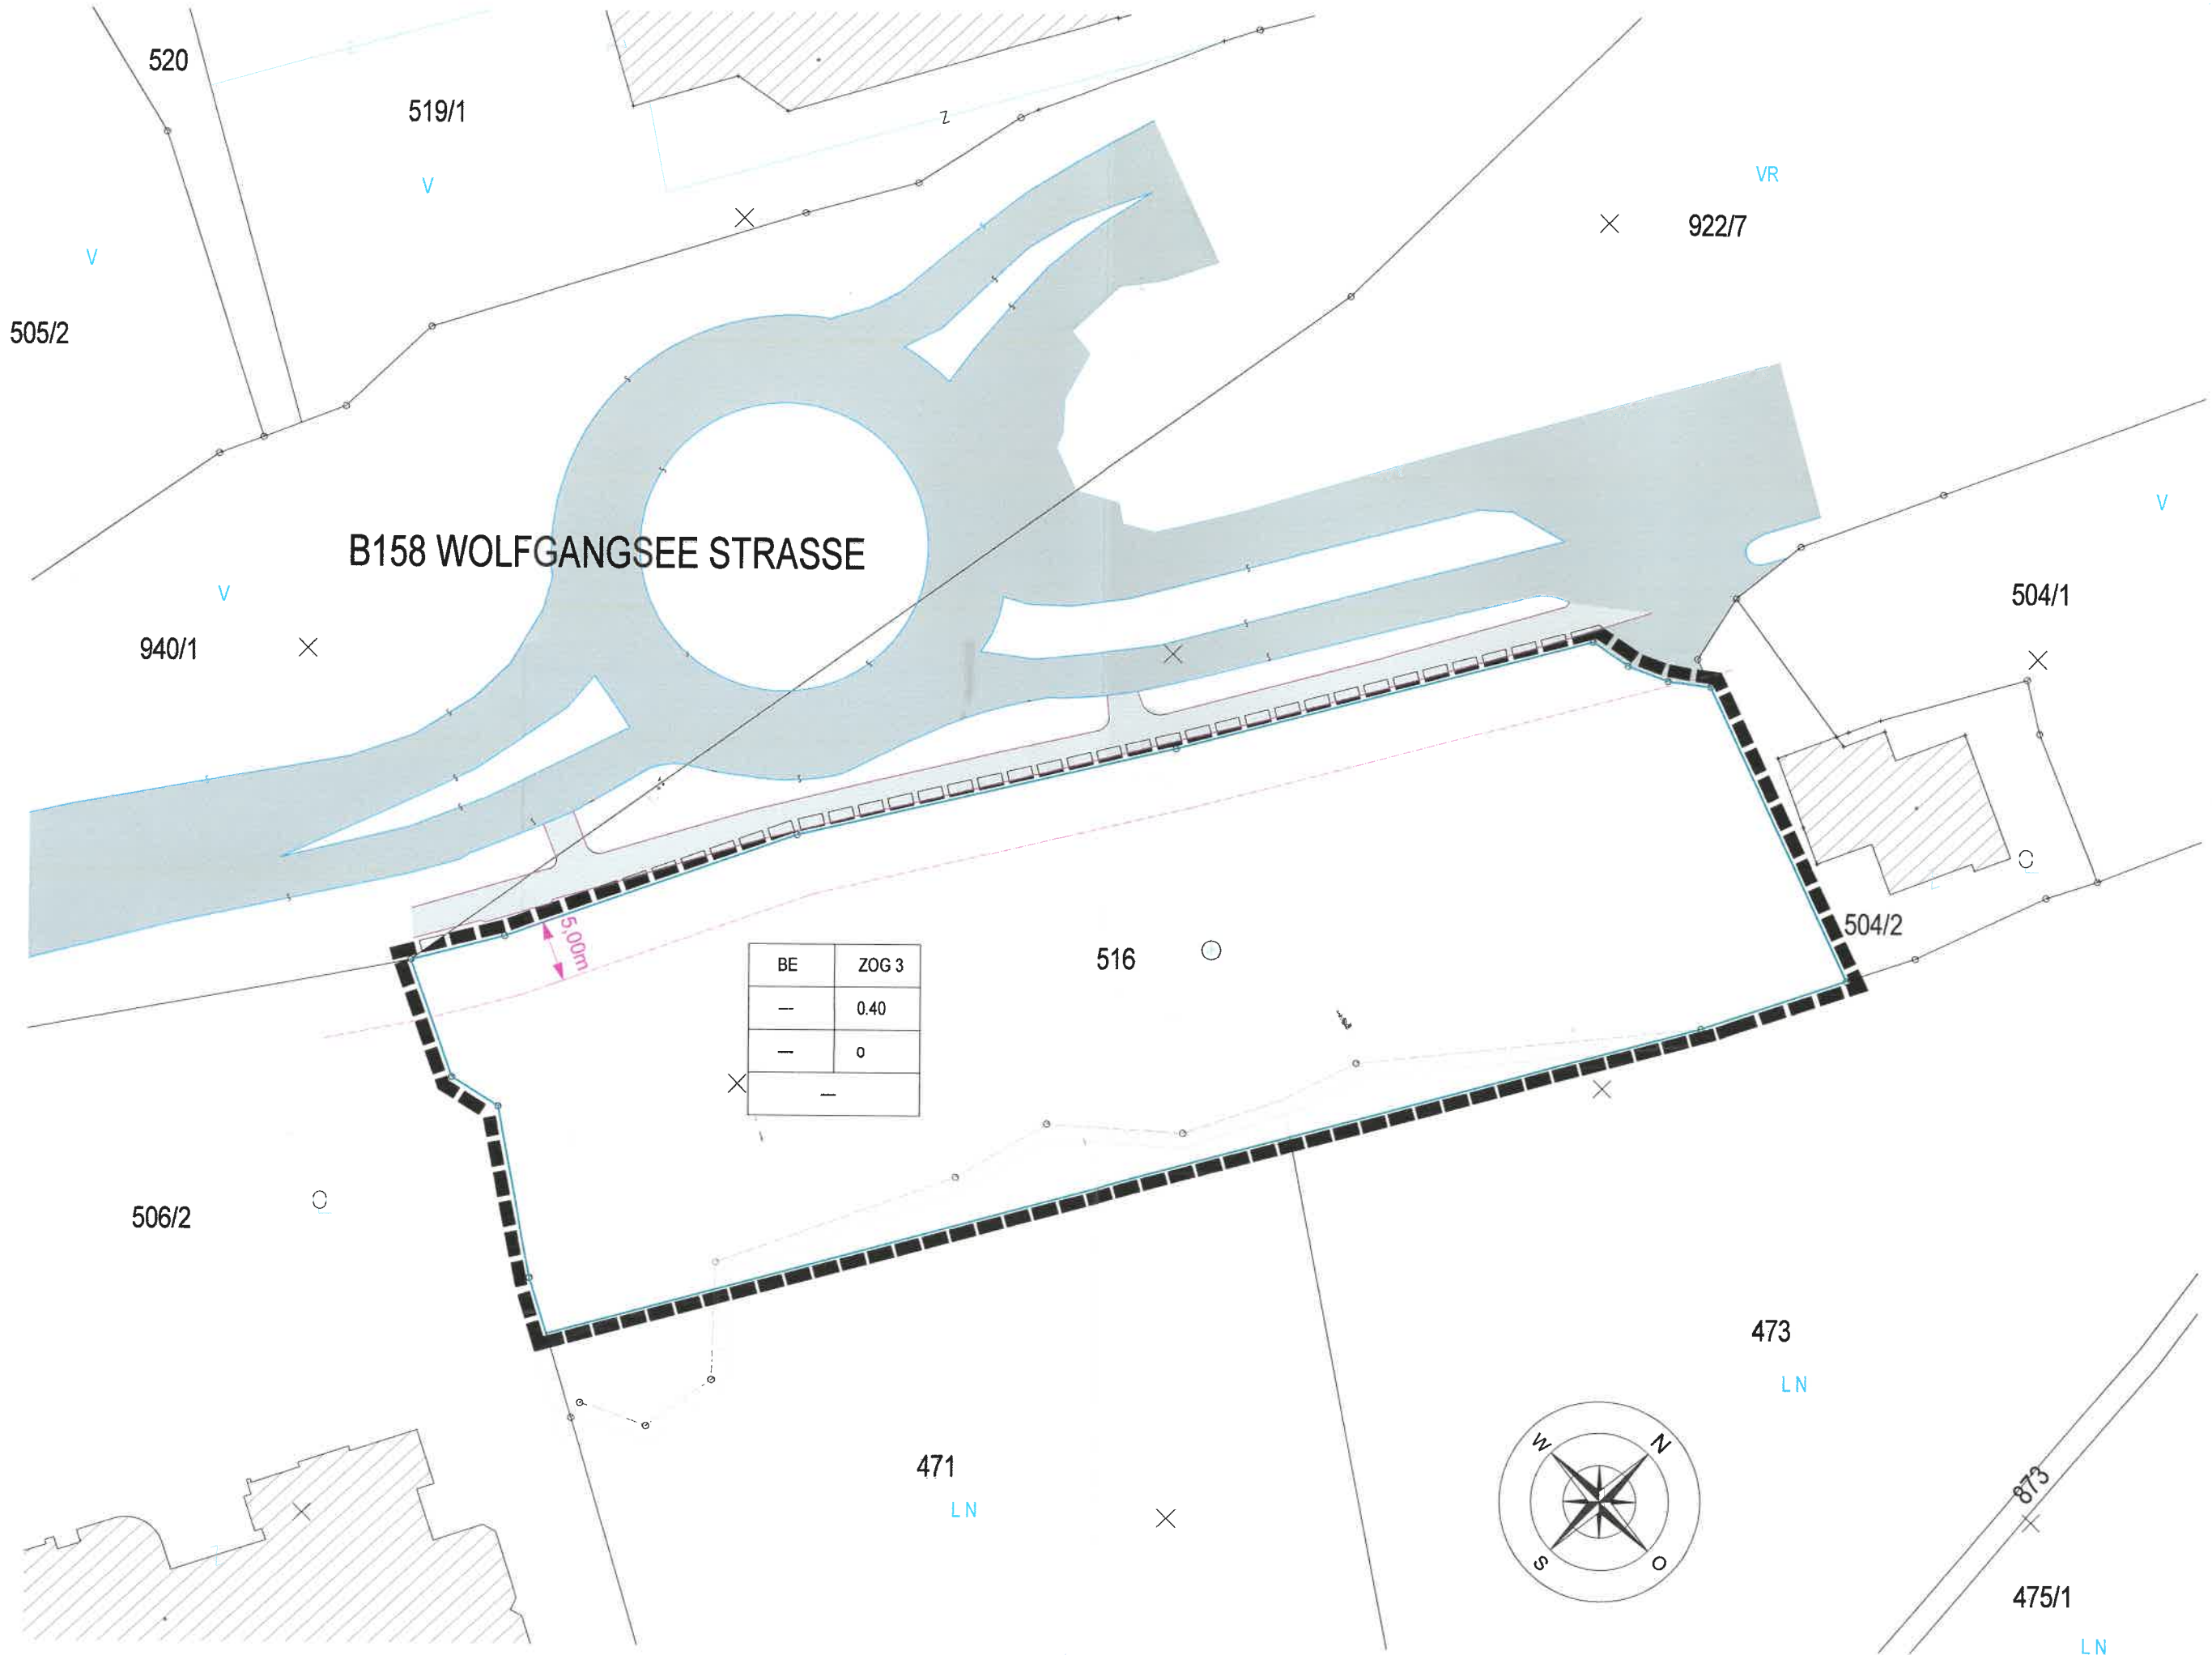 520
519/1
Z
V
VR
922/7
V
505/2
V
B158 WOLFGANGSEE STRASSE
V
504/1
940/1
5,00m
504/2
516
BE ZOG 3
— 0.40
— o
—
506/2
473
LN
471
LN
W N
S O
873
475/1
LN